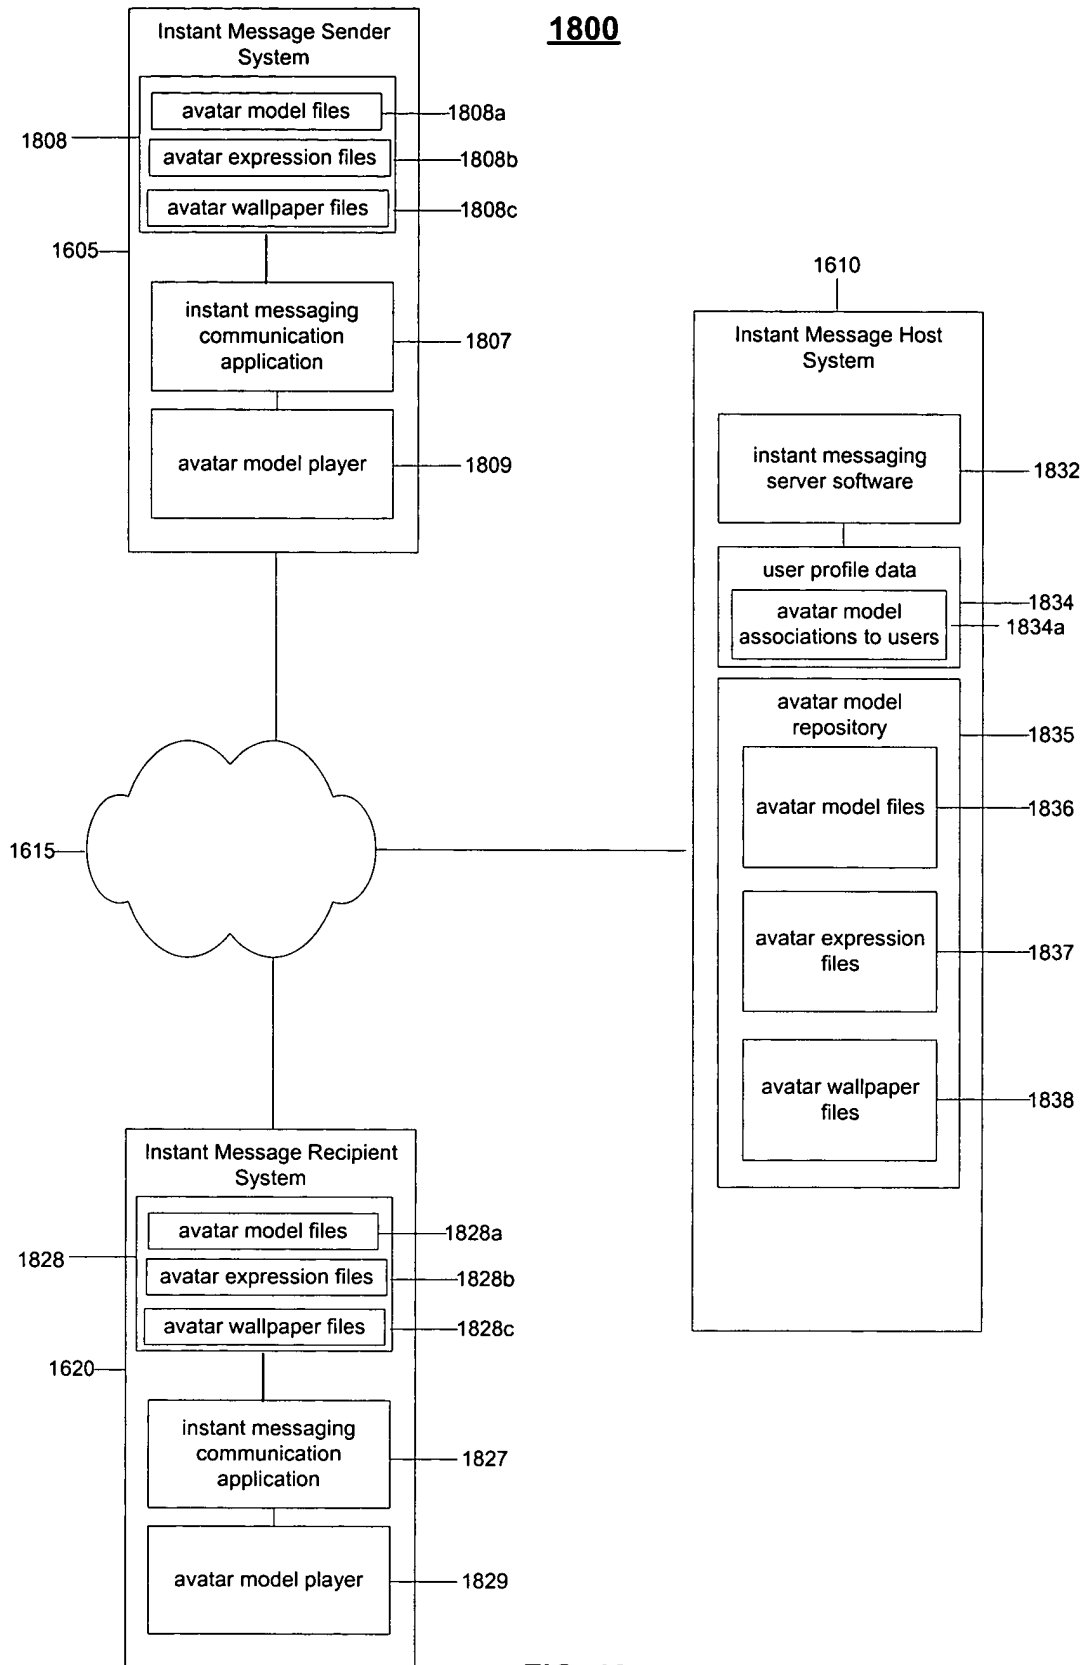 1800
Instant Message Sender
System
avatar model files
1808a
1808
avatar expression files
1808b
avatar wallpaper files
1808c
1605
instant messaging
communication
application
1807
avatar model player
1809
1610
Instant Message Host
System
instant messaging
server software
1832
user profile data
1834
avatar model
associations to users
1834a
avatar model
repository
1835
avatar model files
1836
avatar expression
files
1837
avatar wallpaper
files
1838
1615
Instant Message Recipient
System
avatar model files
1828a
1828
avatar expression files
1828b
avatar wallpaper files
1828c
1620
instant messaging
communication
application
1827
avatar model player
1829